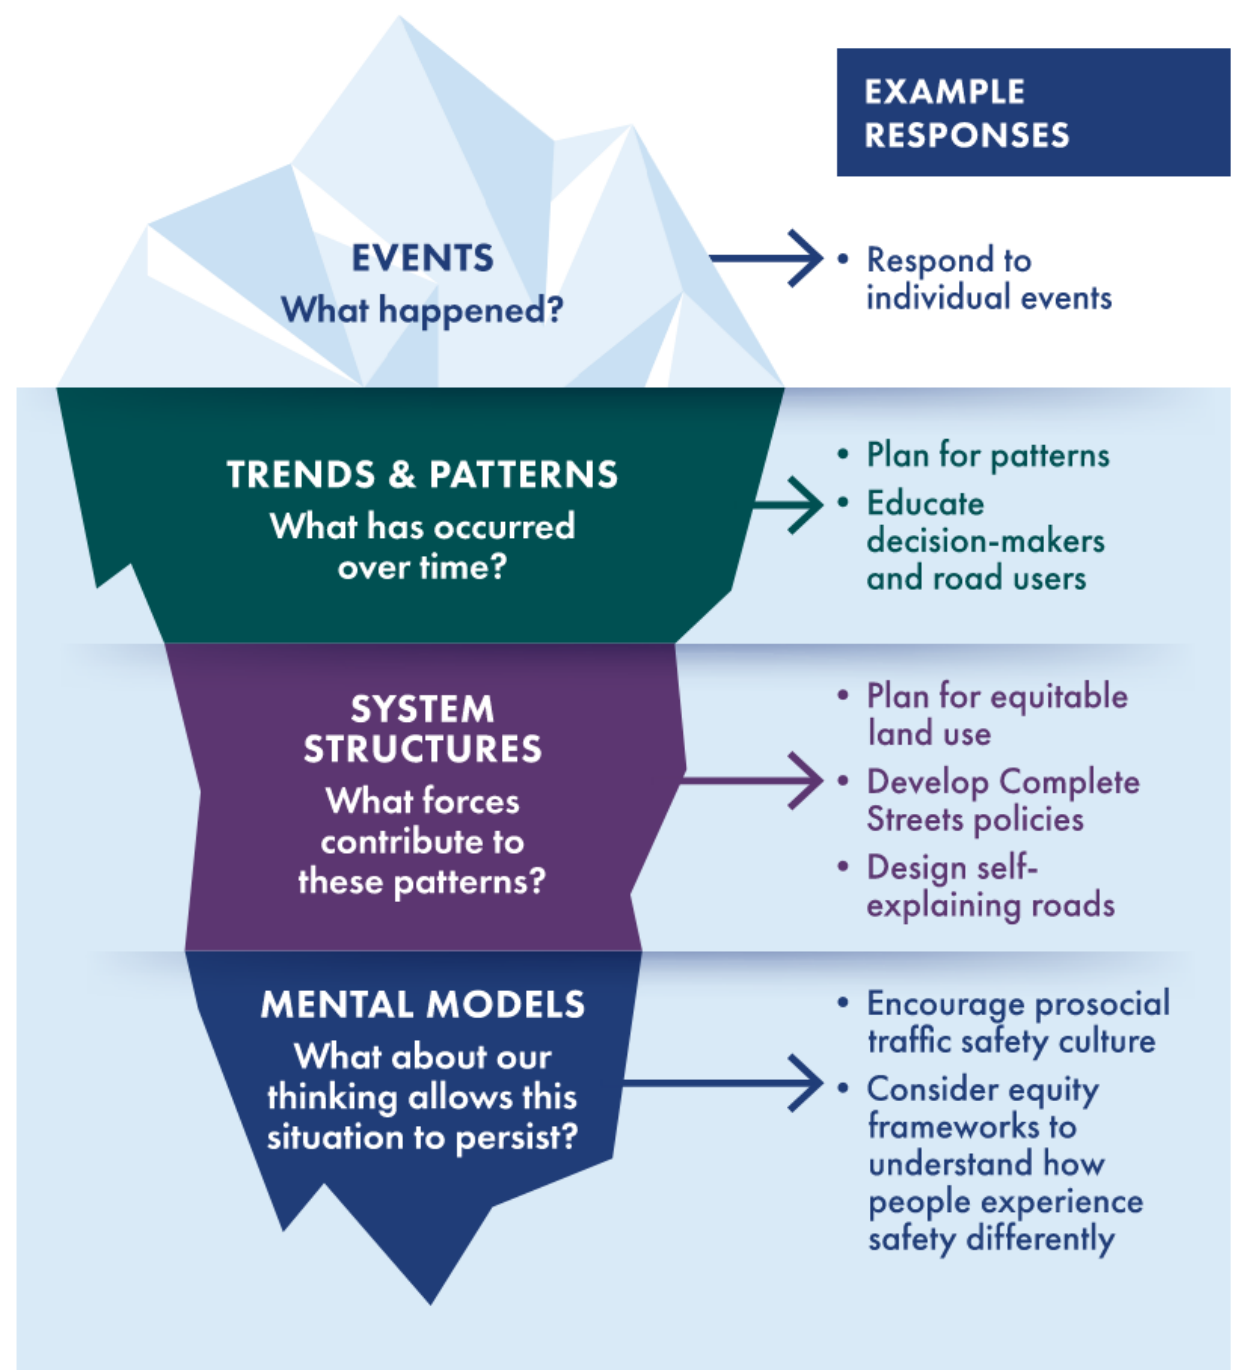 EXAMPLE
RESPONSES
EVENTS
What happened?
• Respond to
individual events
TRENDS & PATTERNS
What has occurred
over time?
• Plan for patterns
• Educate
decision-makers
and road users
SYSTEM
STRUCTURES
What forces
contribute to
these patterns?
• Plan for equitable
land use
• Develop Complete
Streets policies
• Design self-
explaining roads
MENTAL MODELS
What about our
thinking allows this
situation to persist?
• Encourage prosocial
traffic safety culture
• Consider equity
frameworks to
understand how
people experience
safety differently